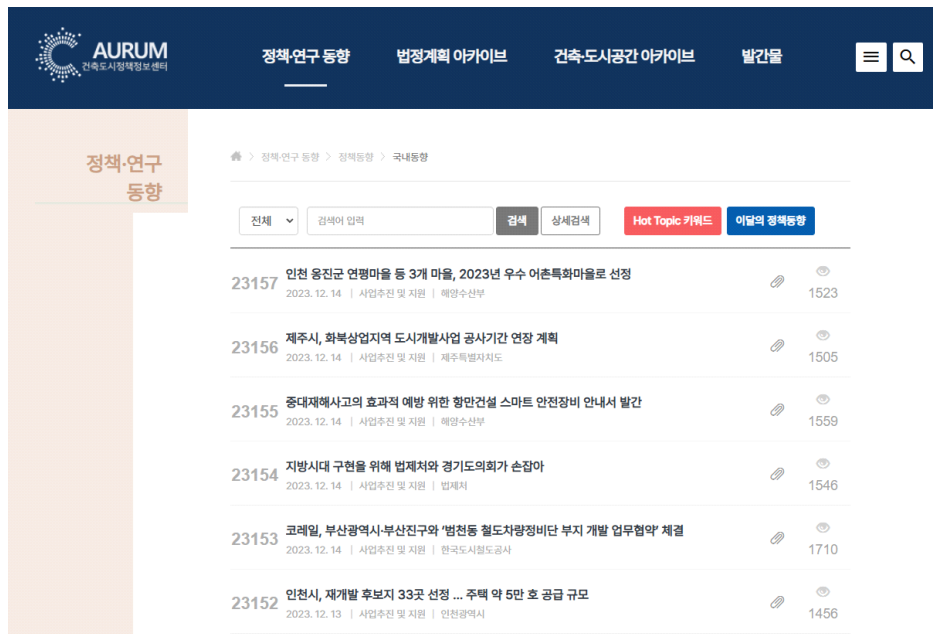 AURUM
건축도시정책정보센터
정책·연구 동향
법정계획 아카이브
건축·도시공간 아카이브
발간물
정책·연구
동향
정책·연구 동향 > 정책동향 > 국내동향
전체
검색어 입력
검색
상세검색
Hot Topic 키워드
이달의 정책동향
23157
인천 옹진군 연평마을 등 3개 마을, 2023년 우수 어촌특화마을로 선정
2023. 12. 14 | 사업추진 및 지원 | 해양수산부
1523
23156
제주시, 화북상업지역 도시개발사업 공사기간 연장 계획
2023. 12. 14 | 사업추진 및 지원 | 제주특별자치도
1505
23155
중대재해사고의 효과적 예방 위한 항만건설 스마트 안전장비 안내서 발간
2023. 12. 14 | 사업추진 및 지원 | 해양수산부
1559
23154
지방시대 구현을 위해 법제처와 경기도의회가 손잡아
2023. 12. 14 | 사업추진 및 지원 | 법제처
1546
23153
코레일, 부산광역시·부산진구와 '범천동 철도차량정비단 부지 개발 업무협약' 체결
2023. 12. 14 | 사업추진 및 지원 | 한국도시철도공사
1710
23152
인천시, 재개발 후보지 33곳 선정 ... 주택 약 5만 호 공급 규모
2023. 12. 13 | 사업추진 및 지원 | 인천광역시
1456